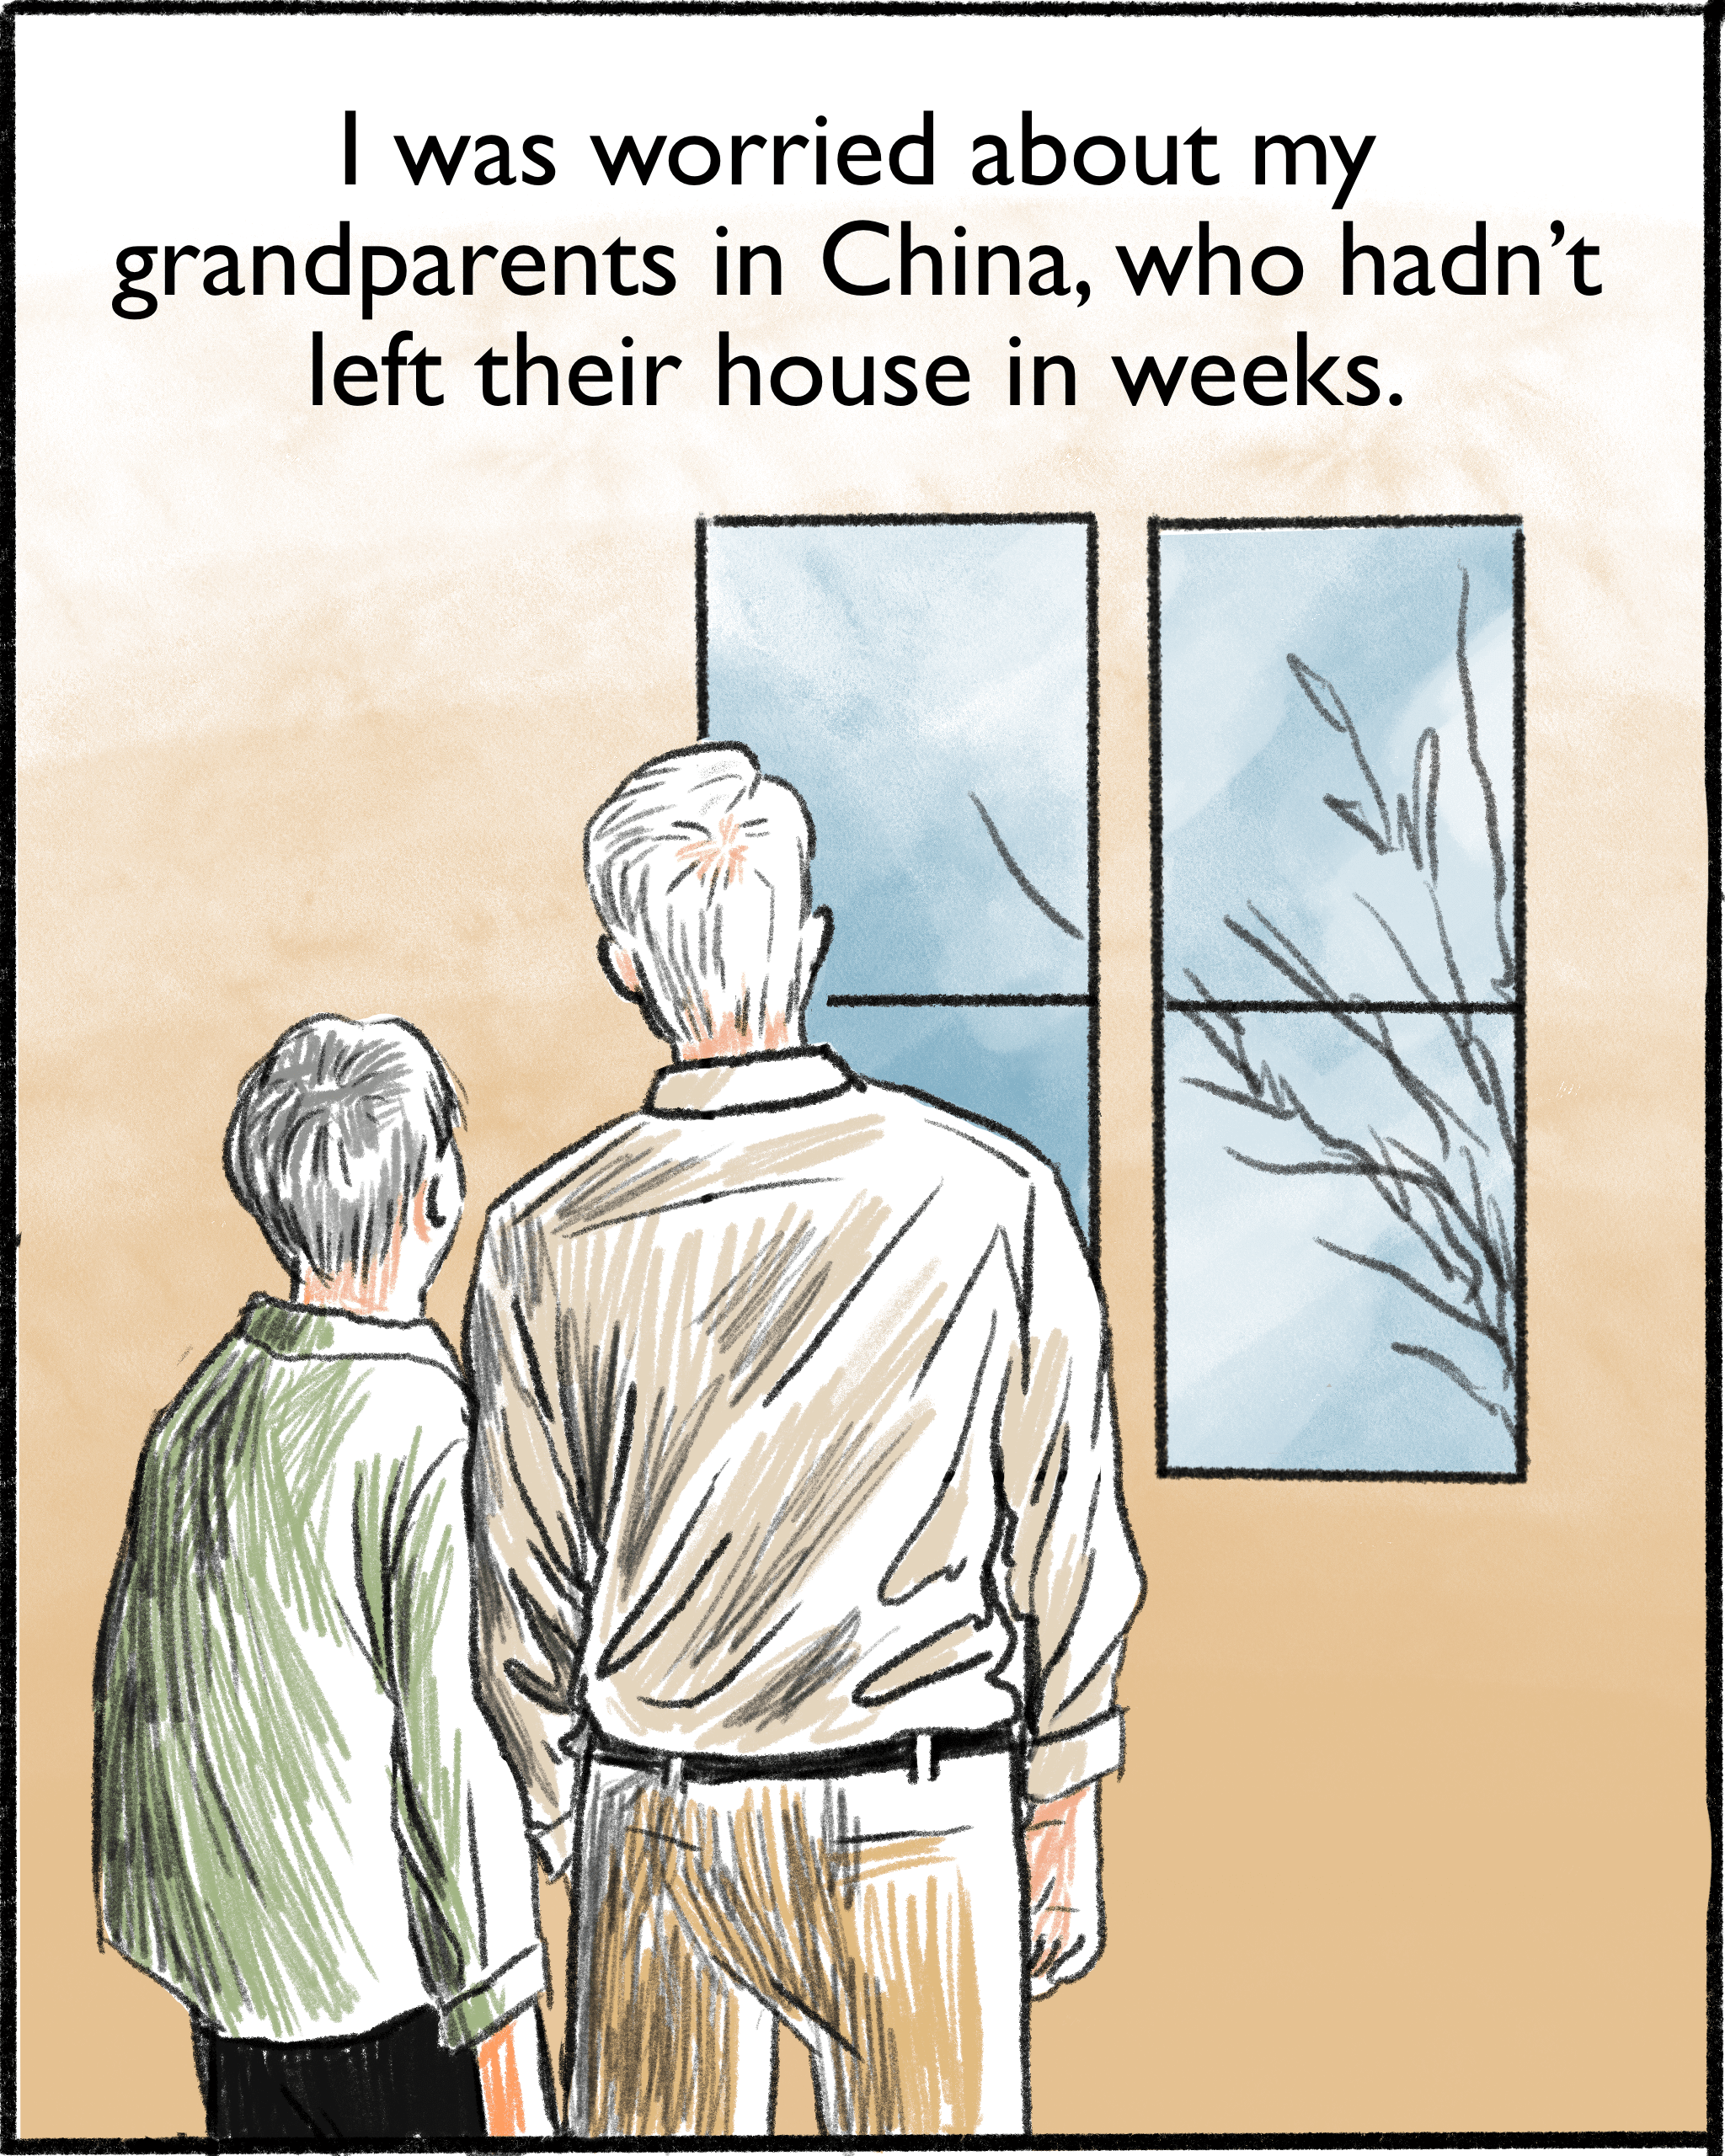 I was worried about my
grandparents in China, who hadn’t
left their house in weeks.